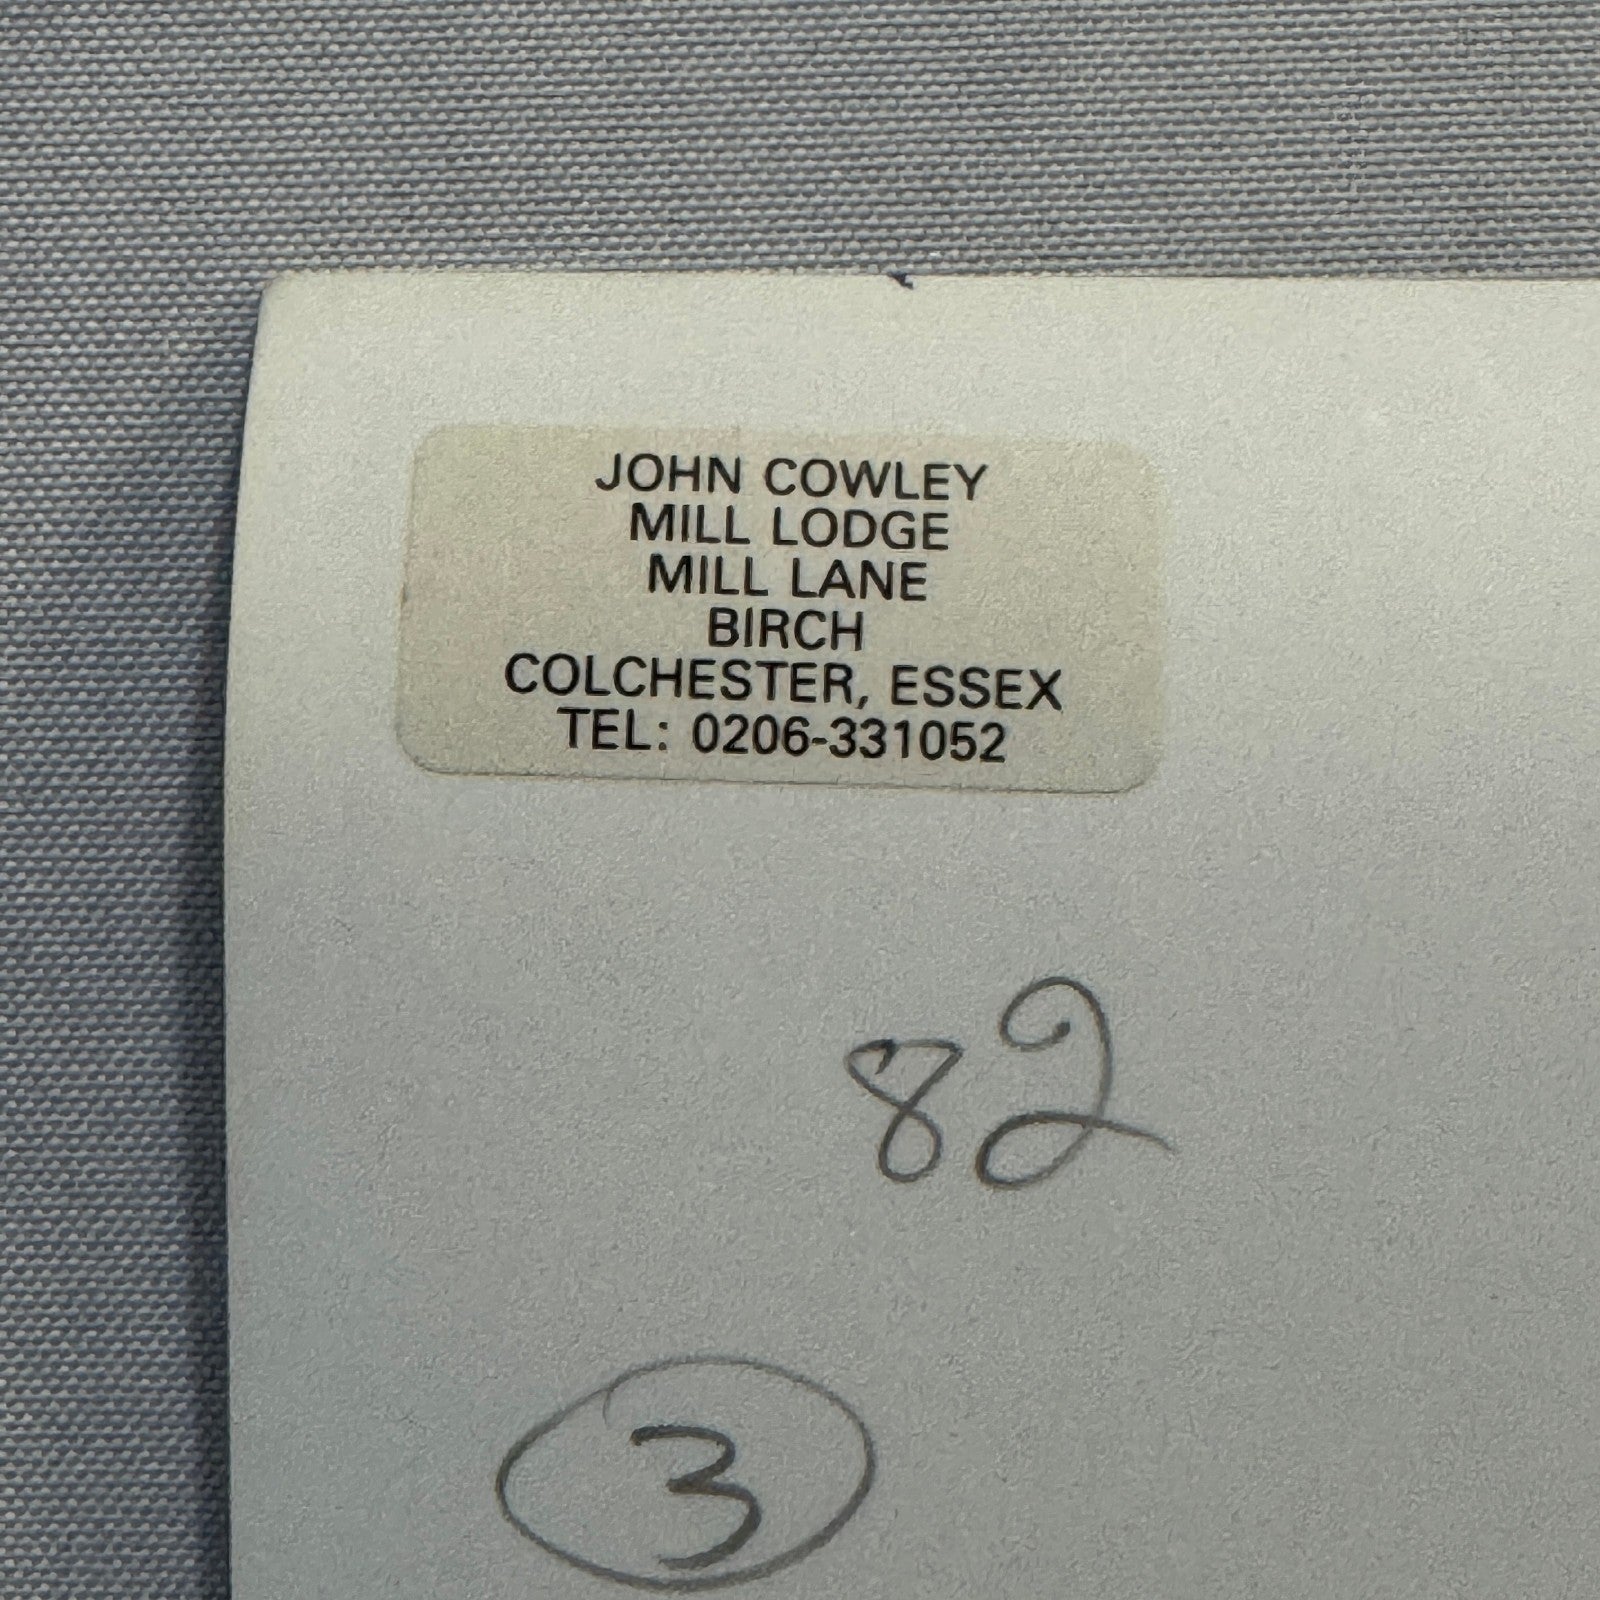 JOHN COWLEY
MILL LODGE
MILL LANE
BIRCH
COLCHESTER, ESSEX
TEL: 0206-331052
82
3